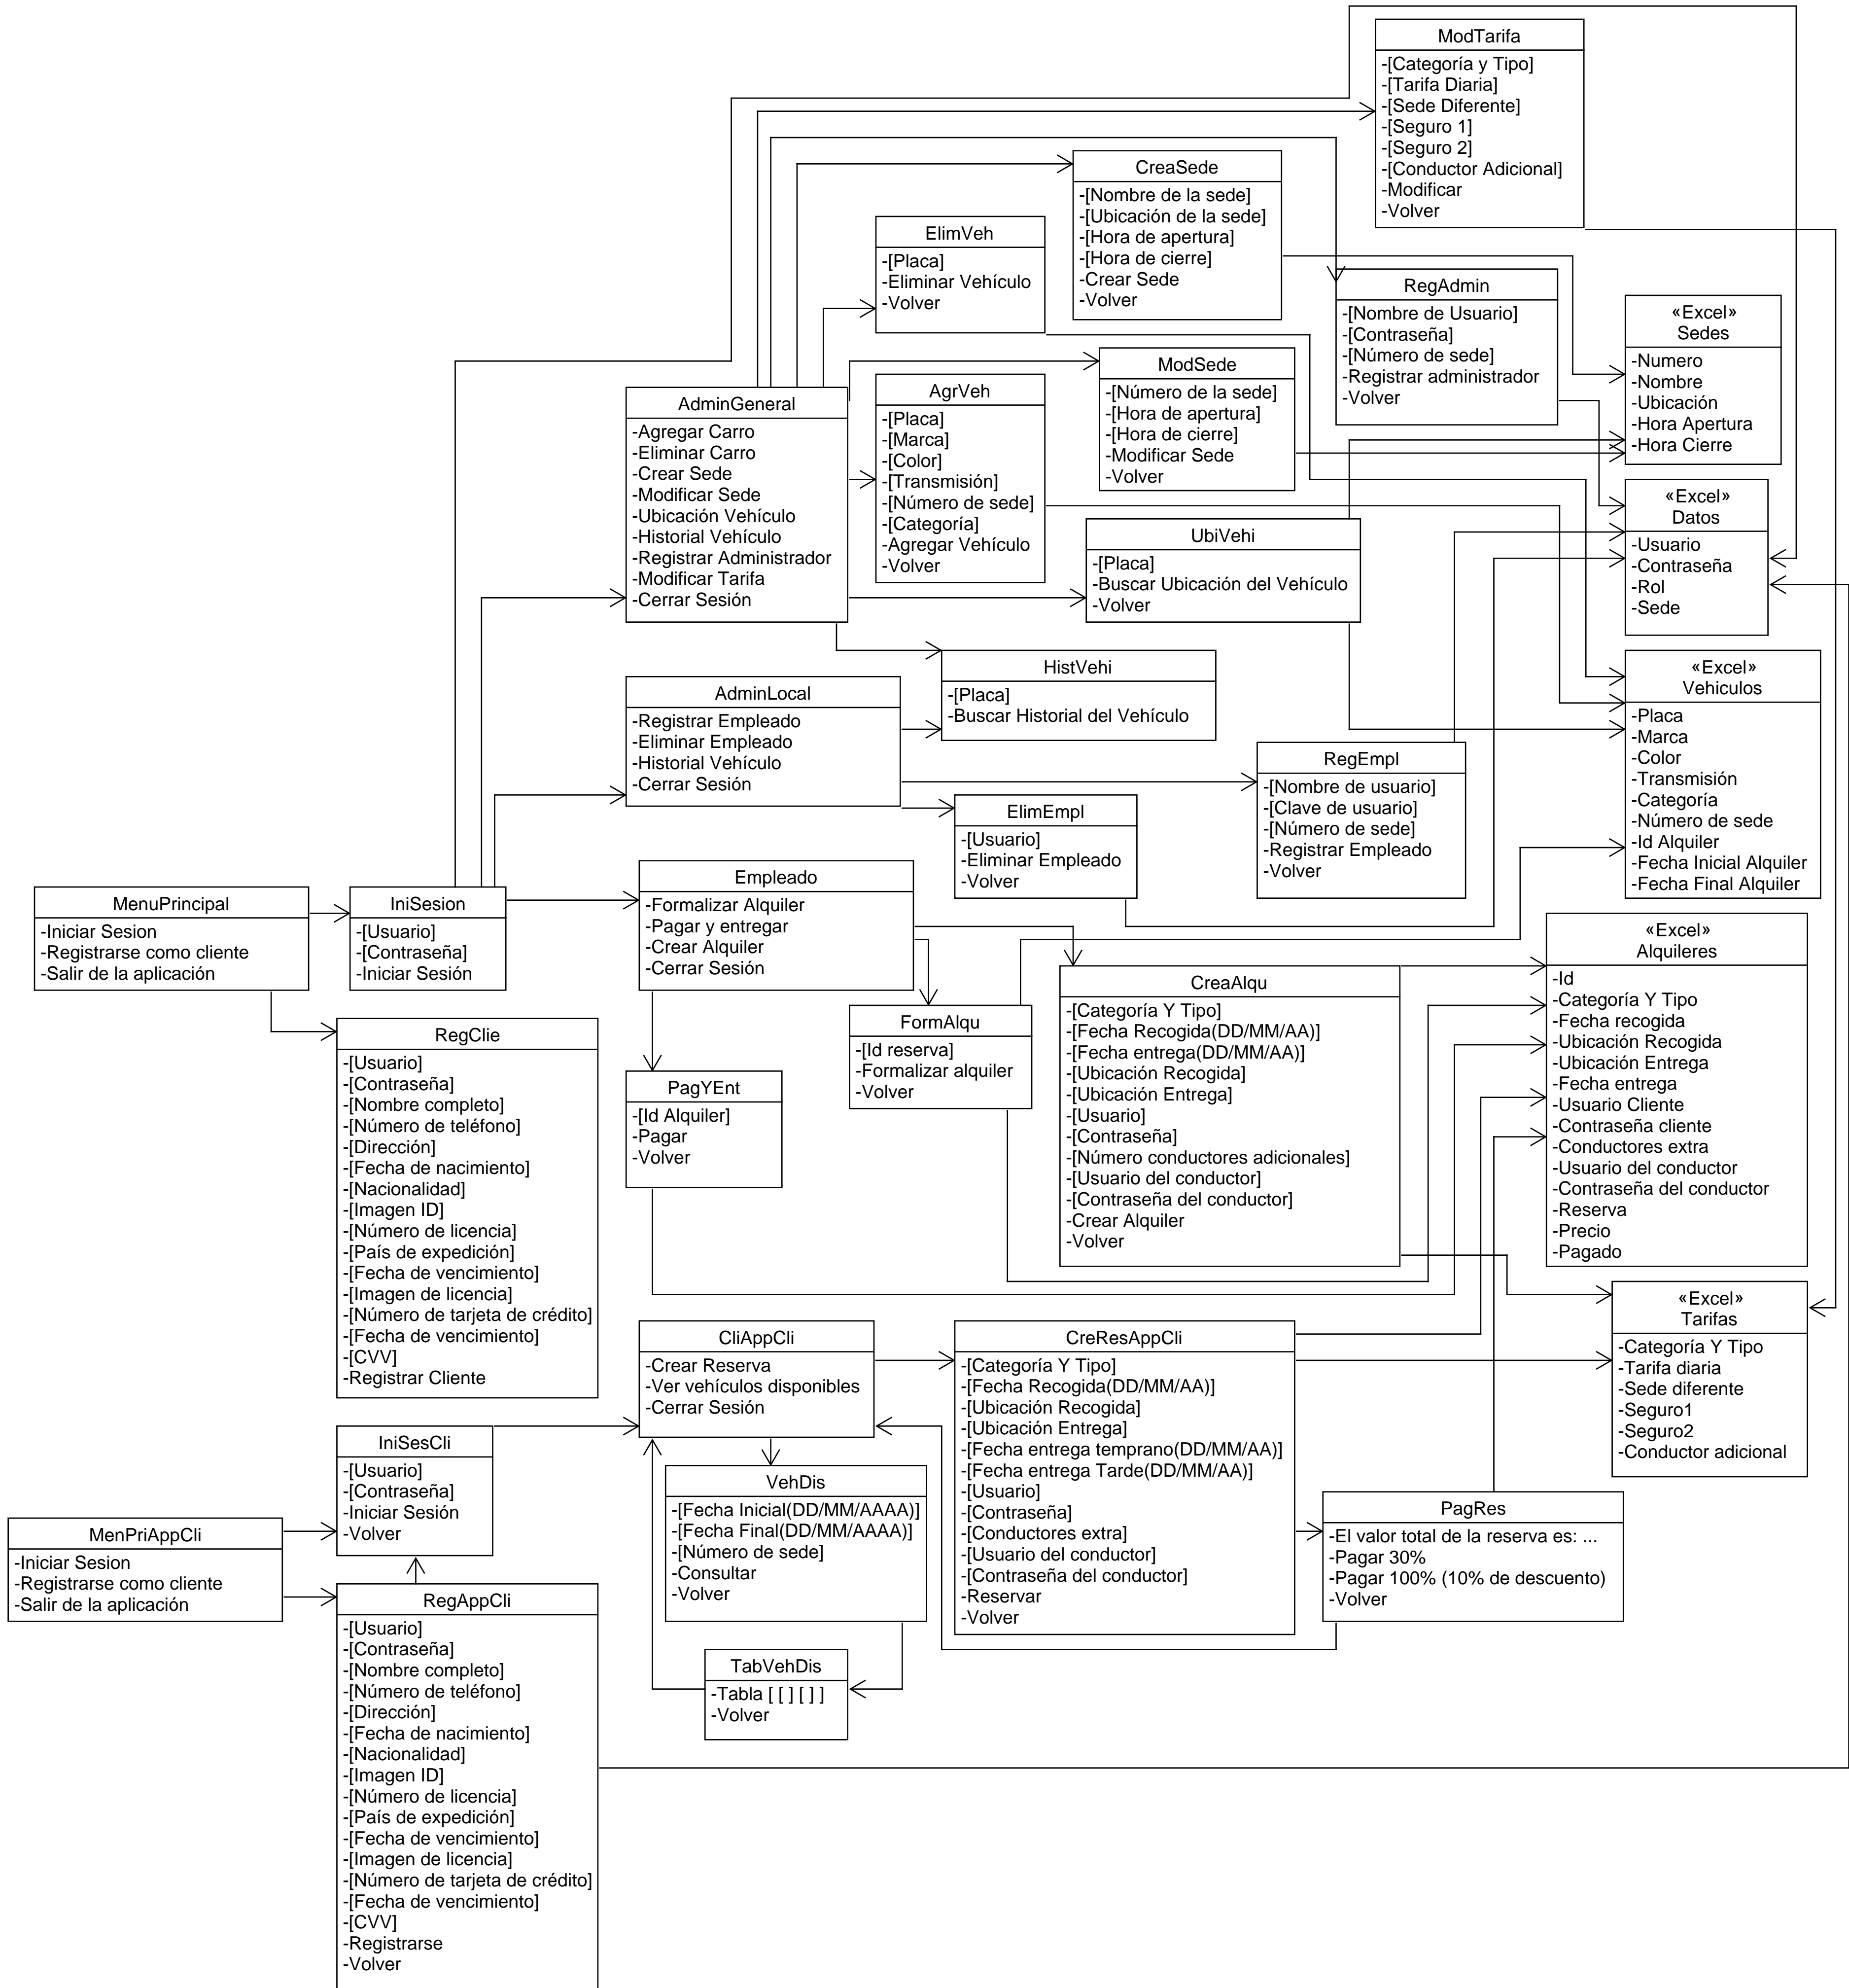 ModTarifa
-[Categoría y Tipo]
-[Tarifa Diaria]
-[Sede Diferente]
-[Seguro 1]
-[Seguro 2]
-[Conductor Adicional]
-Modificar
-Volver
CreaSede
-[Nombre de la sede]
-[Ubicación de la sede]
-[Hora de apertura]
-[Hora de cierre]
-Crear Sede
-Volver
ElimVeh
-[Placa]
-Eliminar Vehículo
-Volver
RegAdmin
-[Nombre de Usuario]
-[Contraseña]
-[Número de sede]
-Registrar administrador
-Volver
«Excel»
Sedes
-Numero
-Nombre
-Ubicación
-Hora Apertura
-Hora Cierre
ModSede
-[Número de la sede]
-[Hora de apertura]
-[Hora de cierre]
-Modificar Sede
-Volver
AgrVeh
-[Placa]
-[Marca]
-[Color]
-[Transmisión]
-[Número de sede]
-[Categoría]
-Agregar Vehículo
-Volver
AdminGeneral
-Agregar Carro
-Eliminar Carro
-Crear Sede
-Modificar Sede
-Ubicación Vehículo
-Historial Vehículo
-Registrar Administrador
-Modificar Tarifa
-Cerrar Sesión
«Excel»
Datos
-Usuario
-Contraseña
-Rol
-Sede
UbiVehi
-[Placa]
-Buscar Ubicación del Vehículo
-Volver
HistVehi
-[Placa]
-Buscar Historial del Vehículo
«Excel»
Vehiculos
-Placa
-Marca
-Color
-Transmisión
-Categoría
-Número de sede
-Id Alquiler
-Fecha Inicial Alquiler
-Fecha Final Alquiler
AdminLocal
-Registrar Empleado
-Eliminar Empleado
-Historial Vehículo
-Cerrar Sesión
RegEmpl
-[Nombre de usuario]
-[Clave de usuario]
-[Número de sede]
-Registrar Empleado
-Volver
ElimEmpl
-[Usuario]
-Eliminar Empleado
-Volver
Empleado
-Formalizar Alquiler
-Pagar y entregar
-Crear Alquiler
-Cerrar Sesión
MenuPrincipal
-Iniciar Sesion
-Registrarse como cliente
-Salir de la aplicación
IniSesion
-[Usuario]
-[Contraseña]
-Iniciar Sesión
«Excel»
Alquileres
-Id
-Categoría Y Tipo
-Fecha recogida
-Ubicación Recogida
-Ubicación Entrega
-Fecha entrega
-Usuario Cliente
-Contraseña cliente
-Conductores extra
-Usuario del conductor
-Contraseña del conductor
-Reserva
-Precio
-Pagado
CreaAlqu
-[Categoría Y Tipo]
-[Fecha Recogida(DD/MM/AA)]
-[Fecha entrega(DD/MM/AA)]
-[Ubicación Recogida]
-[Ubicación Entrega]
-[Usuario]
-[Contraseña]
-[Número conductores adicionales]
-[Usuario del conductor]
-[Contraseña del conductor]
-Crear Alquiler
-Volver
FormAlqu
-[Id reserva]
-Formalizar alquiler
-Volver
RegClie
-[Usuario]
-[Contraseña]
-[Nombre completo]
-[Número de teléfono]
-[Dirección]
-[Fecha de nacimiento]
-[Nacionalidad]
-[Imagen ID]
-[Número de licencia]
-[País de expedición]
-[Fecha de vencimiento]
-[Imagen de licencia]
-[Número de tarjeta de crédito]
-[Fecha de vencimiento]
-[CVV]
-Registrar Cliente
PagYEnt
-[Id Alquiler]
-Pagar
-Volver
«Excel»
Tarifas
-Categoría Y Tipo
-Tarifa diaria
-Sede diferente
-Seguro1
-Seguro2
-Conductor adicional
CliAppCli
-Crear Reserva
-Ver vehículos disponibles
-Cerrar Sesión
CreResAppCli
-[Categoría Y Tipo]
-[Fecha Recogida(DD/MM/AA)]
-[Ubicación Recogida]
-[Ubicación Entrega]
-[Fecha entrega temprano(DD/MM/AA)]
-[Fecha entrega Tarde(DD/MM/AA)]
-[Usuario]
-[Contraseña]
-[Conductores extra]
-[Usuario del conductor]
-[Contraseña del conductor]
-Reservar
-Volver
IniSesCli
-[Usuario]
-[Contraseña]
-Iniciar Sesión
-Volver
VehDis
-[Fecha Inicial(DD/MM/AAAA)]
-[Fecha Final(DD/MM/AAAA)]
-[Número de sede]
-Consultar
-Volver
PagRes
-El valor total de la reserva es: ...
-Pagar 30%
-Pagar 100% (10% de descuento)
-Volver
MenPriAppCli
-Iniciar Sesion
-Registrarse como cliente
-Salir de la aplicación
RegAppCli
-[Usuario]
-[Contraseña]
-[Nombre completo]
-[Número de teléfono]
-[Dirección]
-[Fecha de nacimiento]
-[Nacionalidad]
-[Imagen ID]
-[Número de licencia]
-[País de expedición]
-[Fecha de vencimiento]
-[Imagen de licencia]
-[Número de tarjeta de crédito]
-[Fecha de vencimiento]
-[CVV]
-Registrarse
-Volver
TabVehDis
-Tabla [ [ ] [ ] ]
-Volver